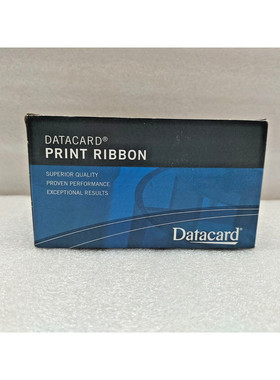 DATACARD®
PRINT RIBBON
SUPERIOR QUALITY
PROVEN PERFORMANCE
EXCEPTIONAL RESULTS
Datacard®